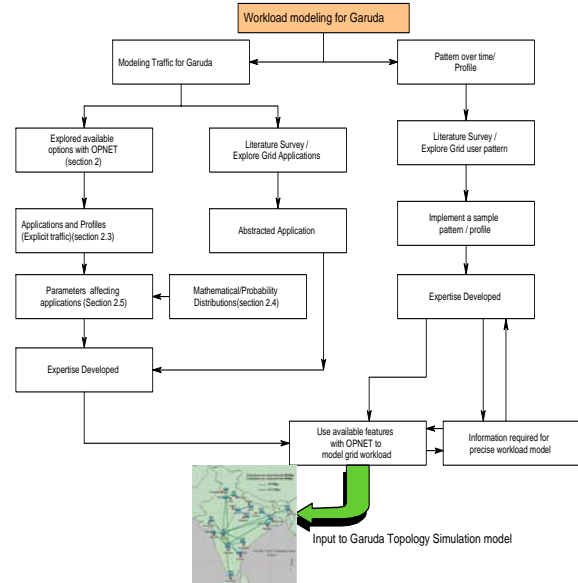 Workload modeling for Garuda
Modeling Traffic for Garuda
Pattern over time/
Profile
Explored available
options with OPNET
(section 2)
Literature Survey /
Explore Grid Applications
Literature Survey /
Explore Grid user pattern
Applications and Profiles
(Explicit traffic)(section 2.3)
Abstracted Application
Implement a sample
pattern / profile
Parameters affecting
applications (Section 2.5)
Mathematical/Probability
Distributions(section 2.4)
Expertise Developed
Expertise Developed
Use available features
with OPNET to
model grid workload
Information required for
precise workload model
Input to Garuda Topology Simulation model